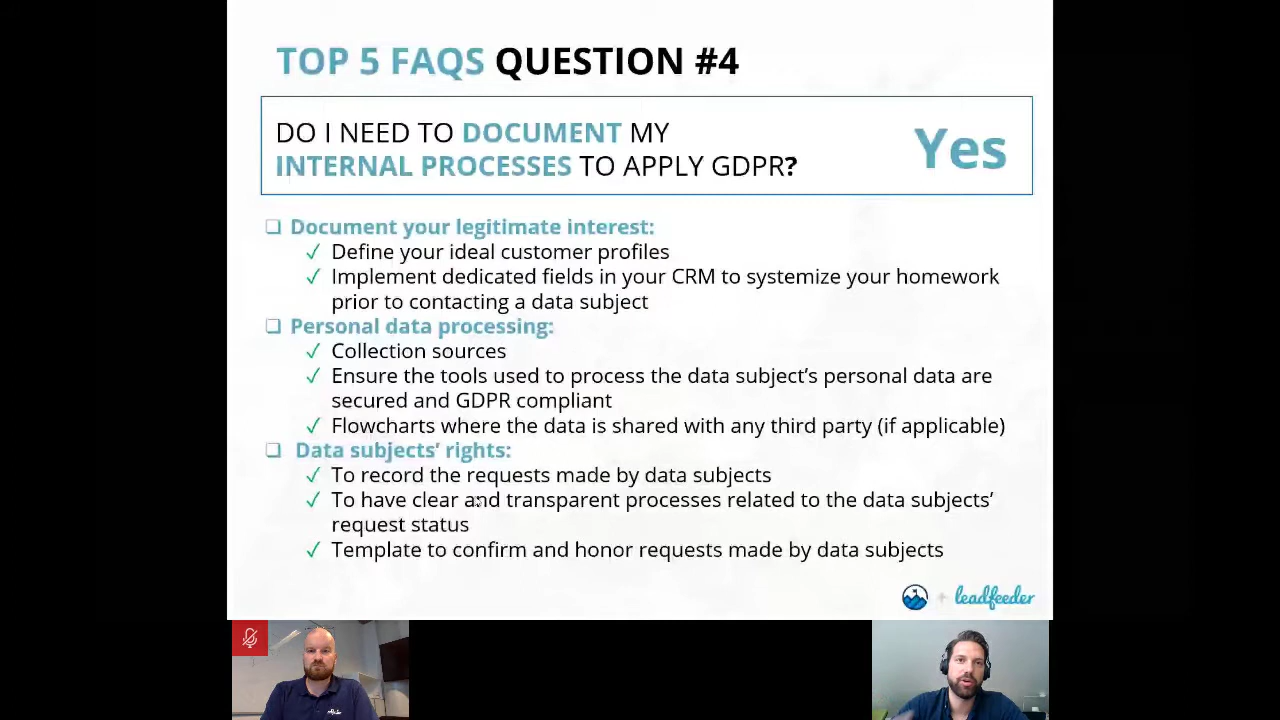 TOP 5 FAQS QUESTION #4
DO I NEED TO DOCUMENT MY
INTERNAL PROCESSES TO APPLY GDPR?
Yes
❑ Document your legitimate interest:
✓ Define your ideal customer profiles
✓ Implement dedicated fields in your CRM to systemize your homework
prior to contacting a data subject
❑ Personal data processing:
✓ Collection sources
✓ Ensure the tools used to process the data subject's personal data are
secured and GDPR compliant
✓ Flowcharts where the data is shared with any third party (if applicable)
❑ Data subjects' rights:
✓ To record the requests made by data subjects
✓ To have clear and transparent processes related to the data subjects'
request status
✓ Template to confirm and honor requests made by data subjects
+ leadfeeder